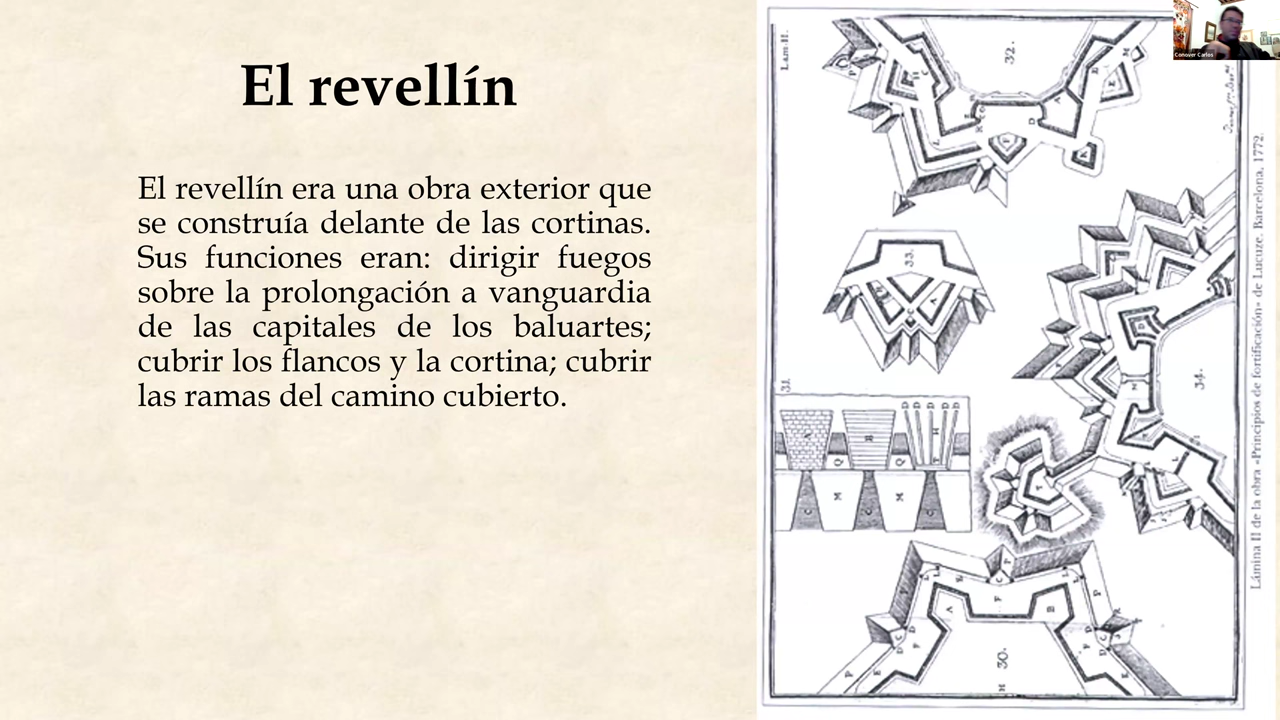 El revellín
El revellín era una obra exterior que
se construía delante de las cortinas.
Sus funciones eran: dirigir fuegos
sobre la prolongación a vanguardia
de las capitales de los baluartes;
cubrir los flancos y la cortina; cubrir
las ramas del camino cubierto.
Lam. II.
32.
33.
31.
34.
30.
Lámina II de la obra «Principios de fortificación» de Lucuze. Barcelona, 1772.
Conover Carlos